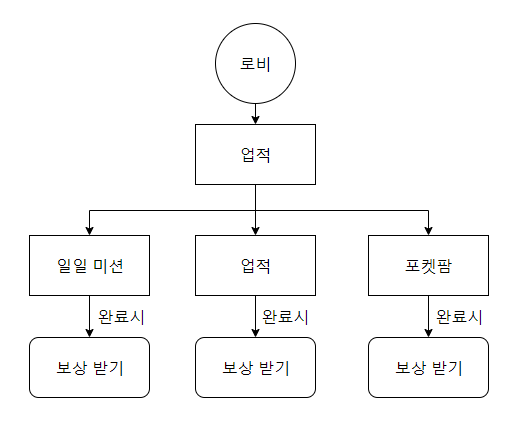 로비
업적
일일 미션
업적
포켓팜
완료시
완료시
완료시
보상 받기
보상 받기
보상 받기